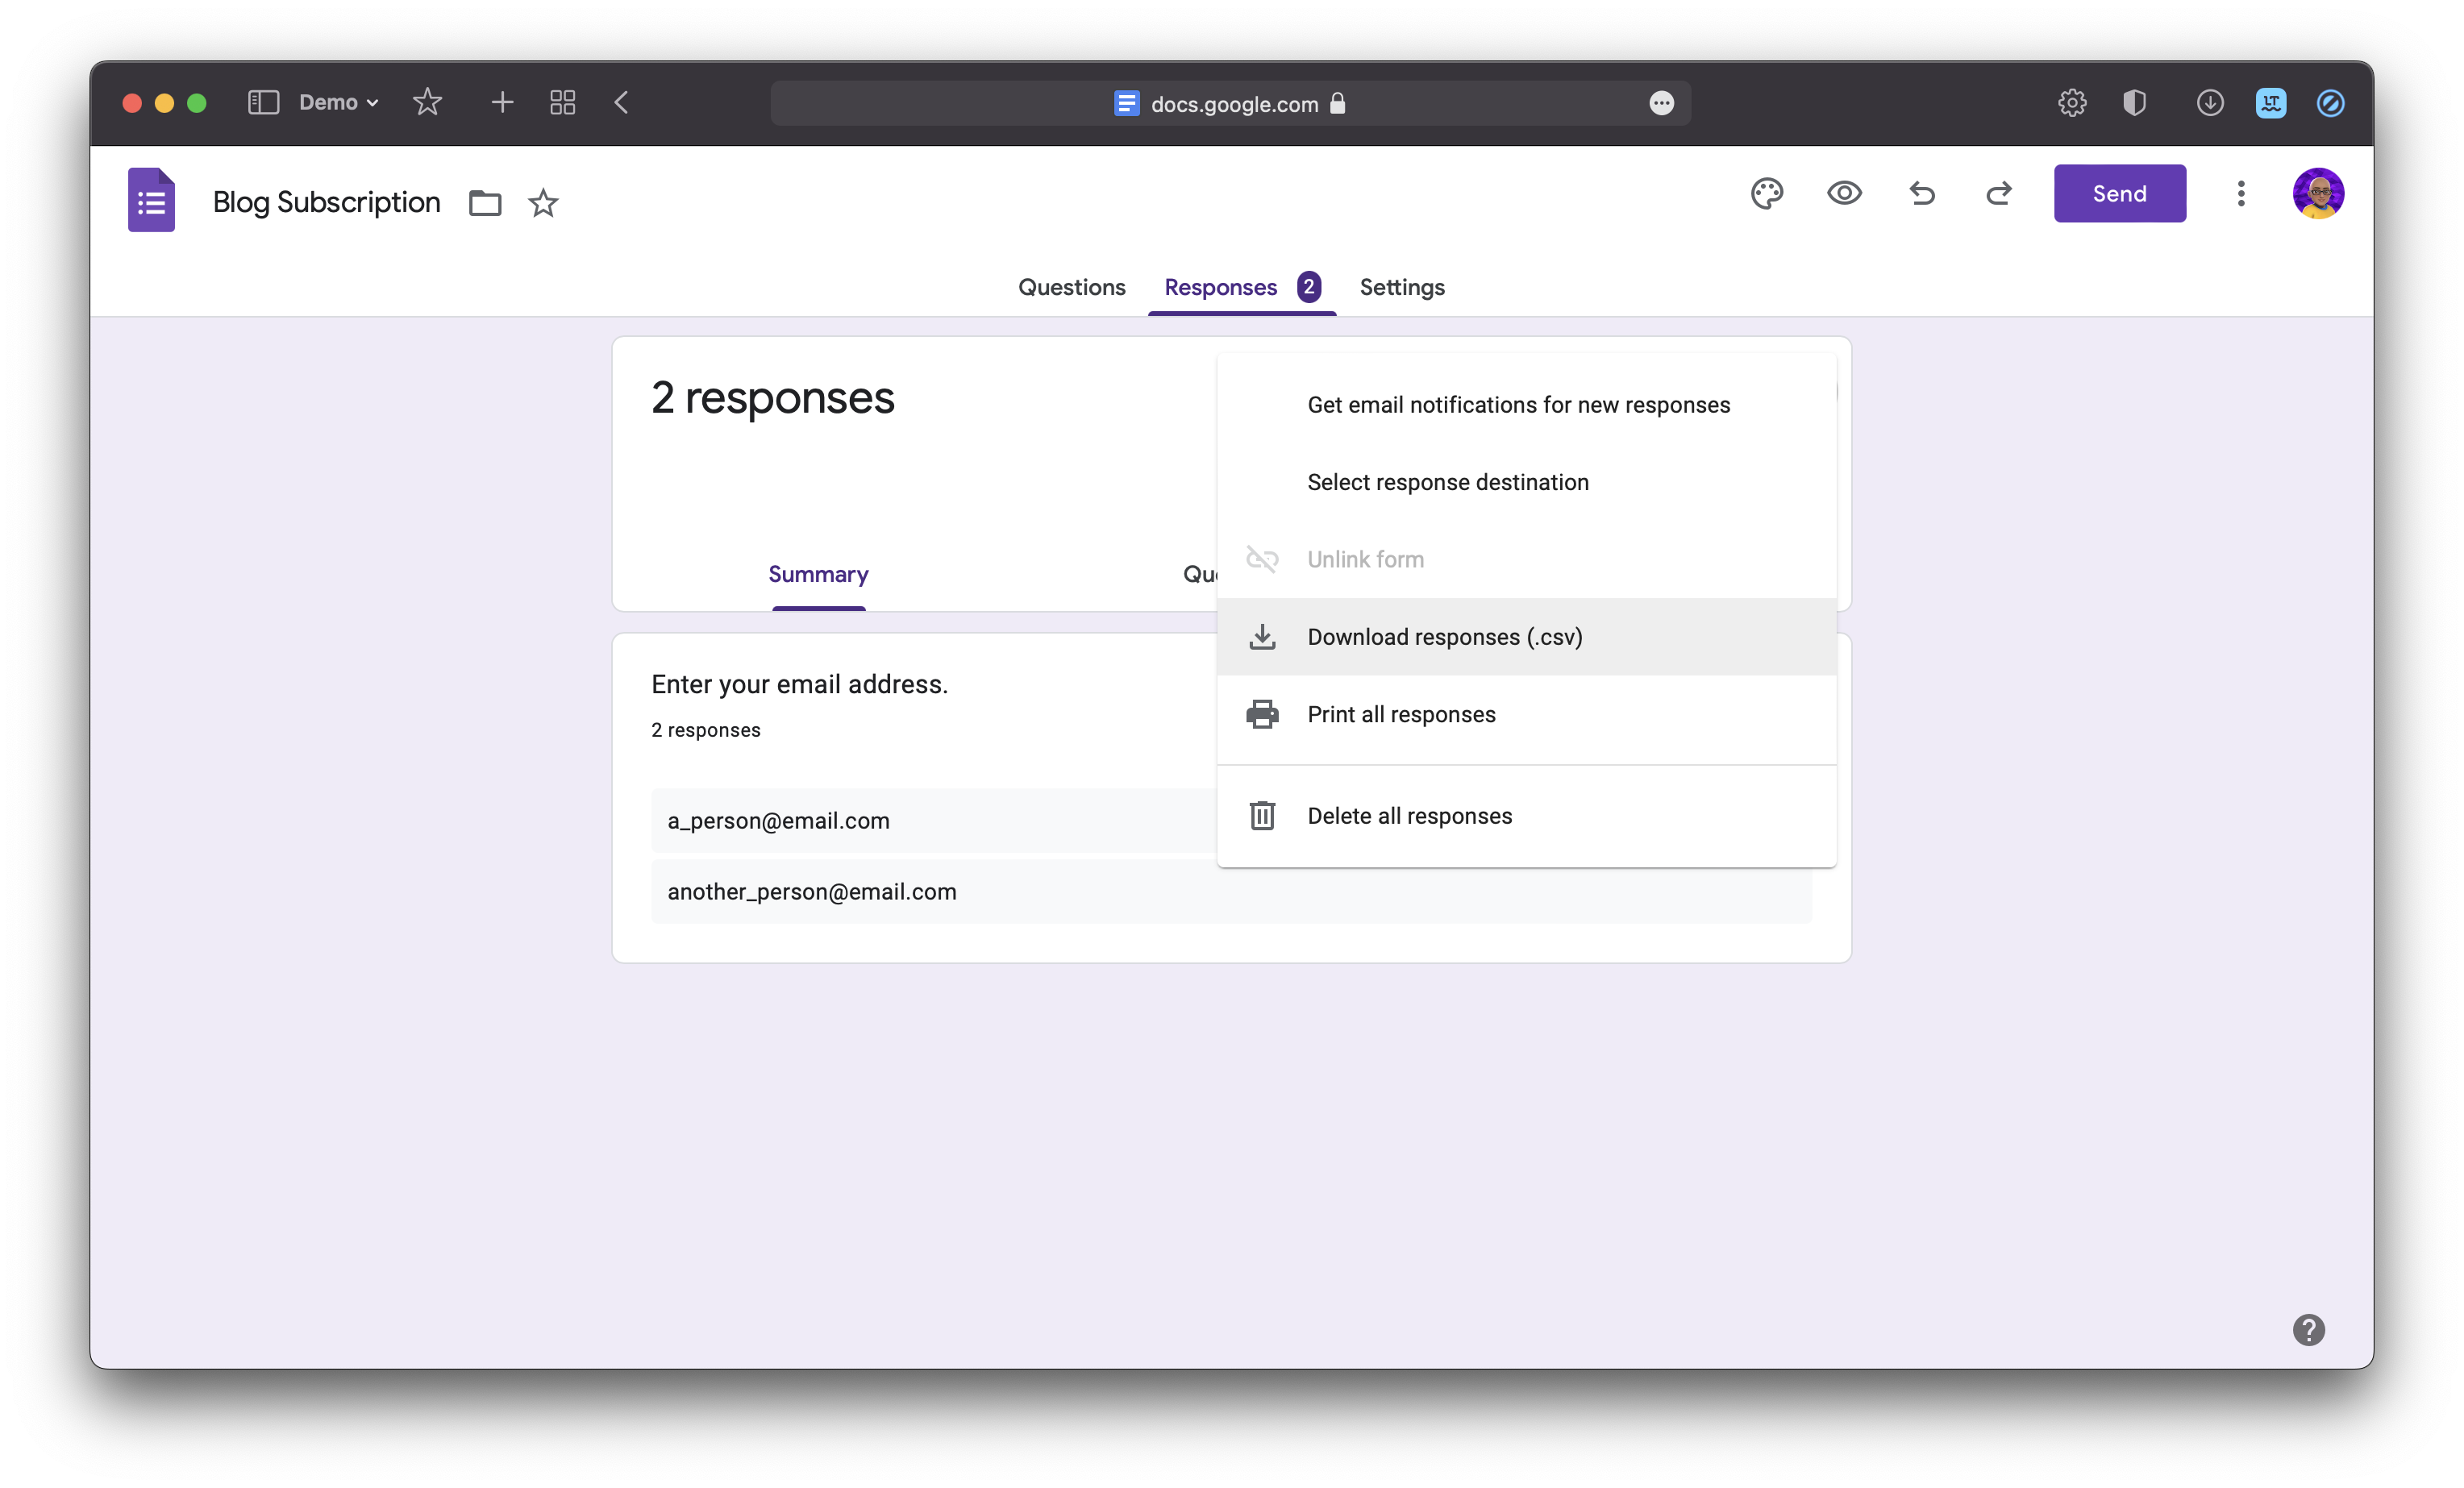 Demo
docs.google.com
LT
Blog Subscription
Send
Questions
Responses 2
Settings
2 responses
Get email notifications for new responses
Select response destination
Unlink form
Summary
Download responses (.csv)
Enter your email address.
Print all responses
2 responses
a_person@email.com
Delete all responses
another_person@email.com